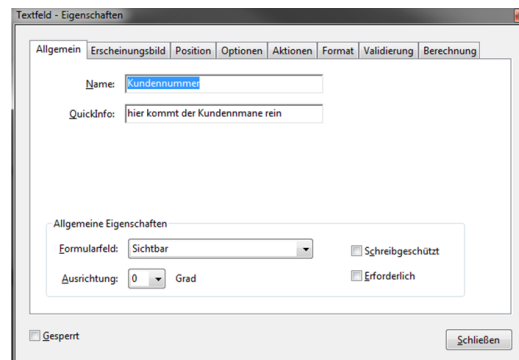 Textfeld - Eigenschaften
Allgemein Erscheinungsbild Position Optionen Aktionen Format Validierung Berechnung
Name: Kundennummer
QuickInfo: hier kommt der Kundennmane rein
Allgemeine Eigenschaften
Formularfeld: Sichtbar Schreibgeschützt
Ausrichtung: 0 Grad Erforderlich
Gesperrt Schließen